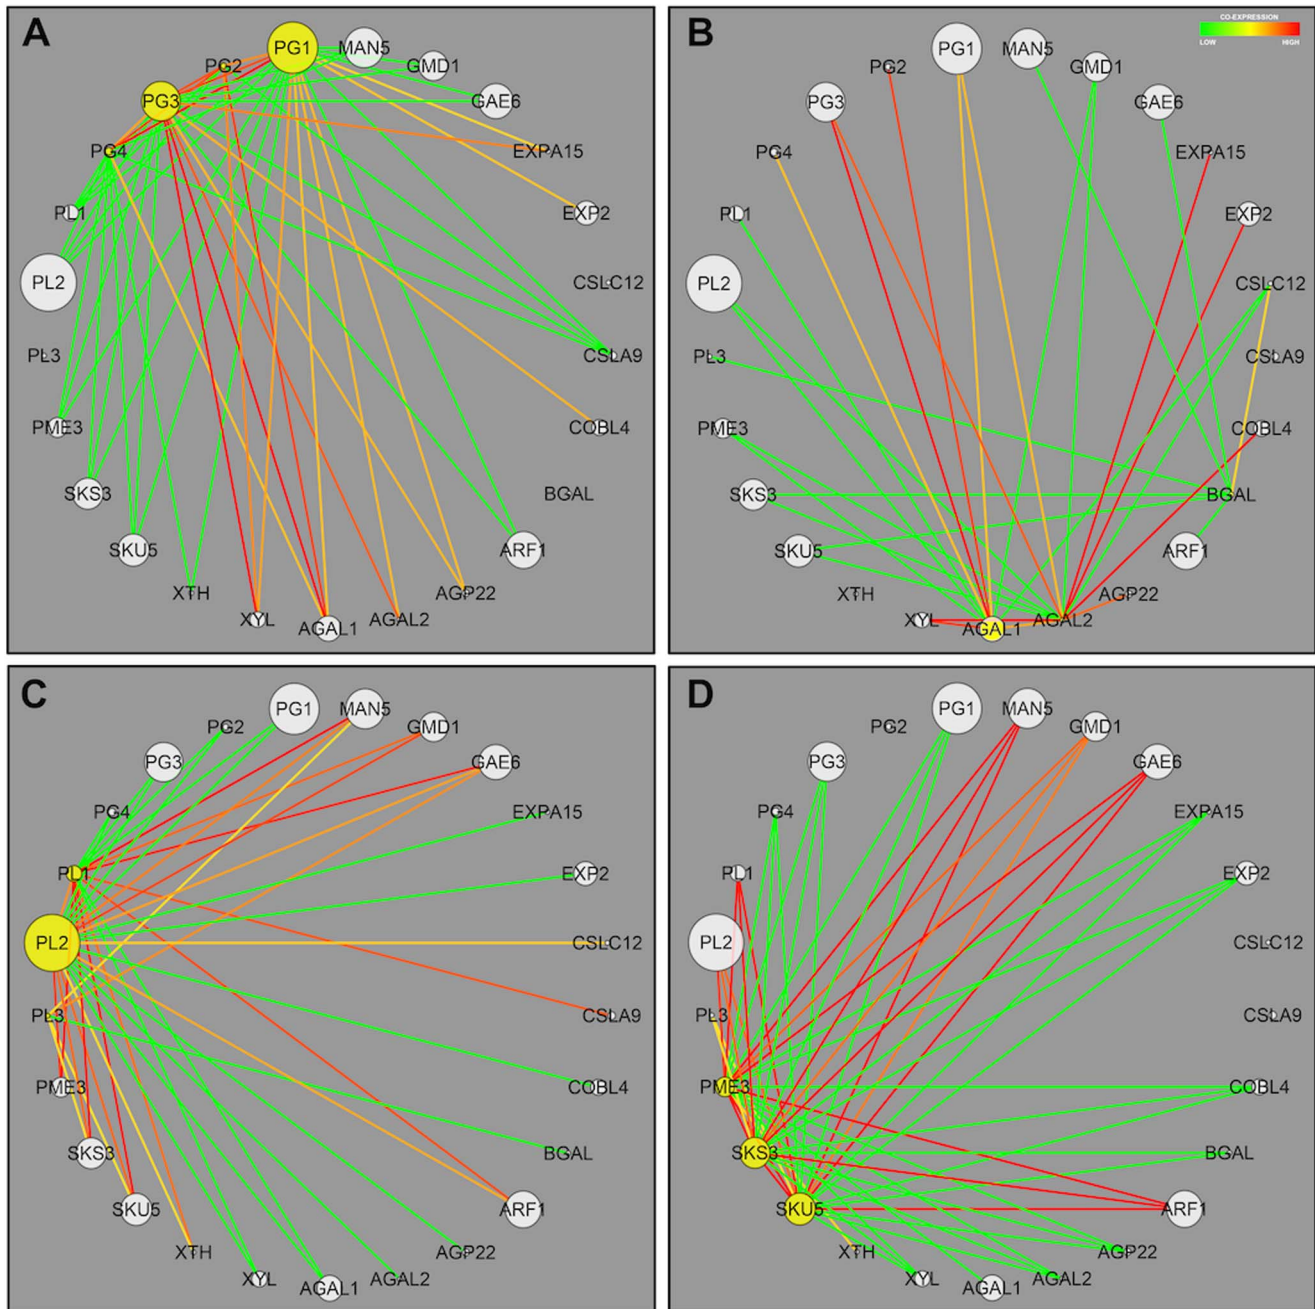 A
PG1
MAN5
PG2
GMD1
PG3
GAE6
PG4
EXPA15
PL1
EXP2
PL2
CSLC12
PL3
CSLA9
PME3
COBL4
SKS3
BGAL
SKU5
ARF1
XTH
AGP22
XYL
AGAL1
AGAL2
B
CO-EXPRESSION
LOW
HIGH
PG1
MAN5
PG2
GMD1
PG3
GAE6
PG4
EXPA15
PL1
EXP2
PL2
CSLC12
PL3
CSLA9
PME3
COBL4
SKS3
BGAL
SKU5
ARF1
XTH
AGP22
XYL
AGAL1
AGAL2
C
PG1
MAN5
PG2
GMD1
PG3
GAE6
PG4
EXPA15
PL1
EXP2
PL2
CSLC12
PL3
CSLA9
PME3
COBL4
SKS3
BGAL
SKU5
ARF1
XTH
AGP22
XYL
AGAL1
AGAL2
D
PG1
MAN5
PG2
GMD1
PG3
GAE6
PG4
EXPA15
PL1
EXP2
PL2
CSLC12
PL3
CSLA9
PME3
COBL4
SKS3
BGAL
SKU5
ARF1
XTH
AGP22
XYL
AGAL1
AGAL2